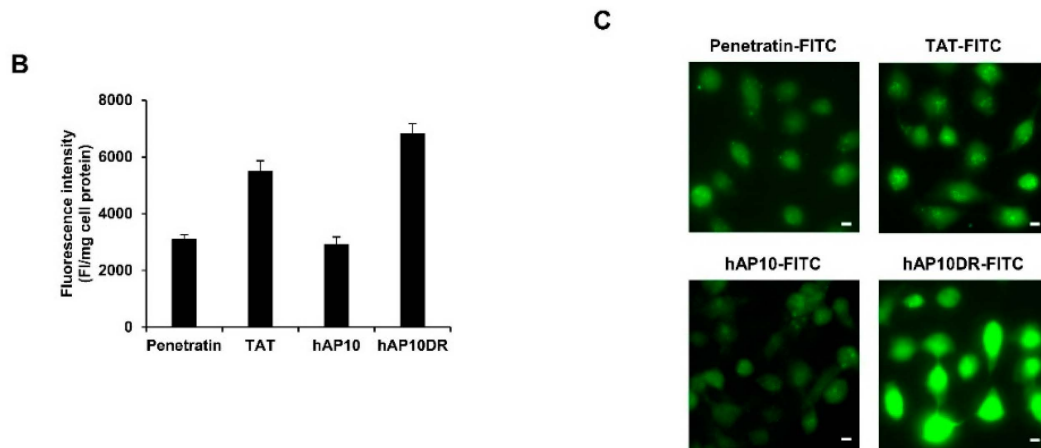 B
8000
6000
4000
2000
0
Fluorescence intensity
(FI/mg cell protein)
Penetratin TAT hAP10 hAP10DR
C
Penetratin-FITC TAT-FITC
hAP10-FITC hAP10DR-FITC